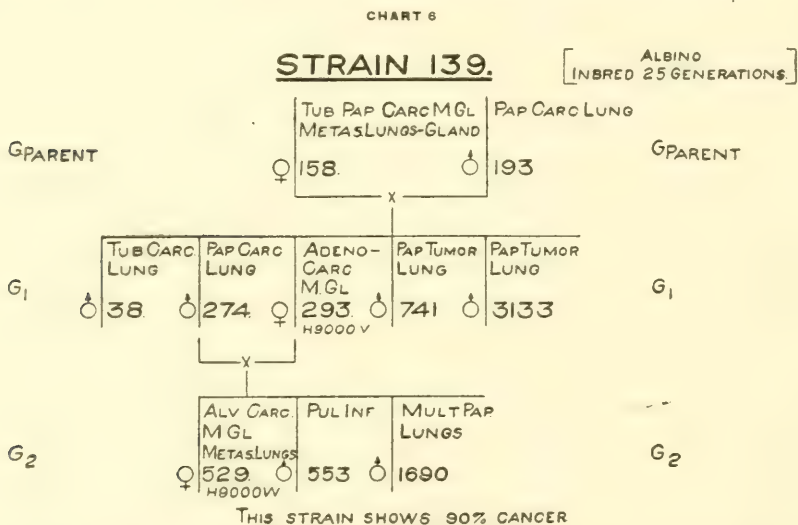 CHART 6
STRAIN 139.
ALBINO
INBRED 25 GENERATIONS.
TUB PAP CARC M GL
METAS. LUNGS-GLAND
PAP CARC LUNG
GPARENT
♀ 158.
♂ 193
GPARENT
x
TUB CARC.
LUNG
PAP CARC
LUNG
ADENO-
CARC
M. GL
PAP TUMOR
LUNG
PAP TUMOR
LUNG
G1
♂ 38.
♂ 274.
♀ 293.
H9000V
♂ 741
♂ 3133
G1
x
ALV CARC.
M GL
METAS. LUNGS
PUL INF
MULT PAP.
LUNGS
G2
♀ 529.
H9000W
♂ 553
♂ 1690
G2
THIS STRAIN SHOWS 90% CANCER